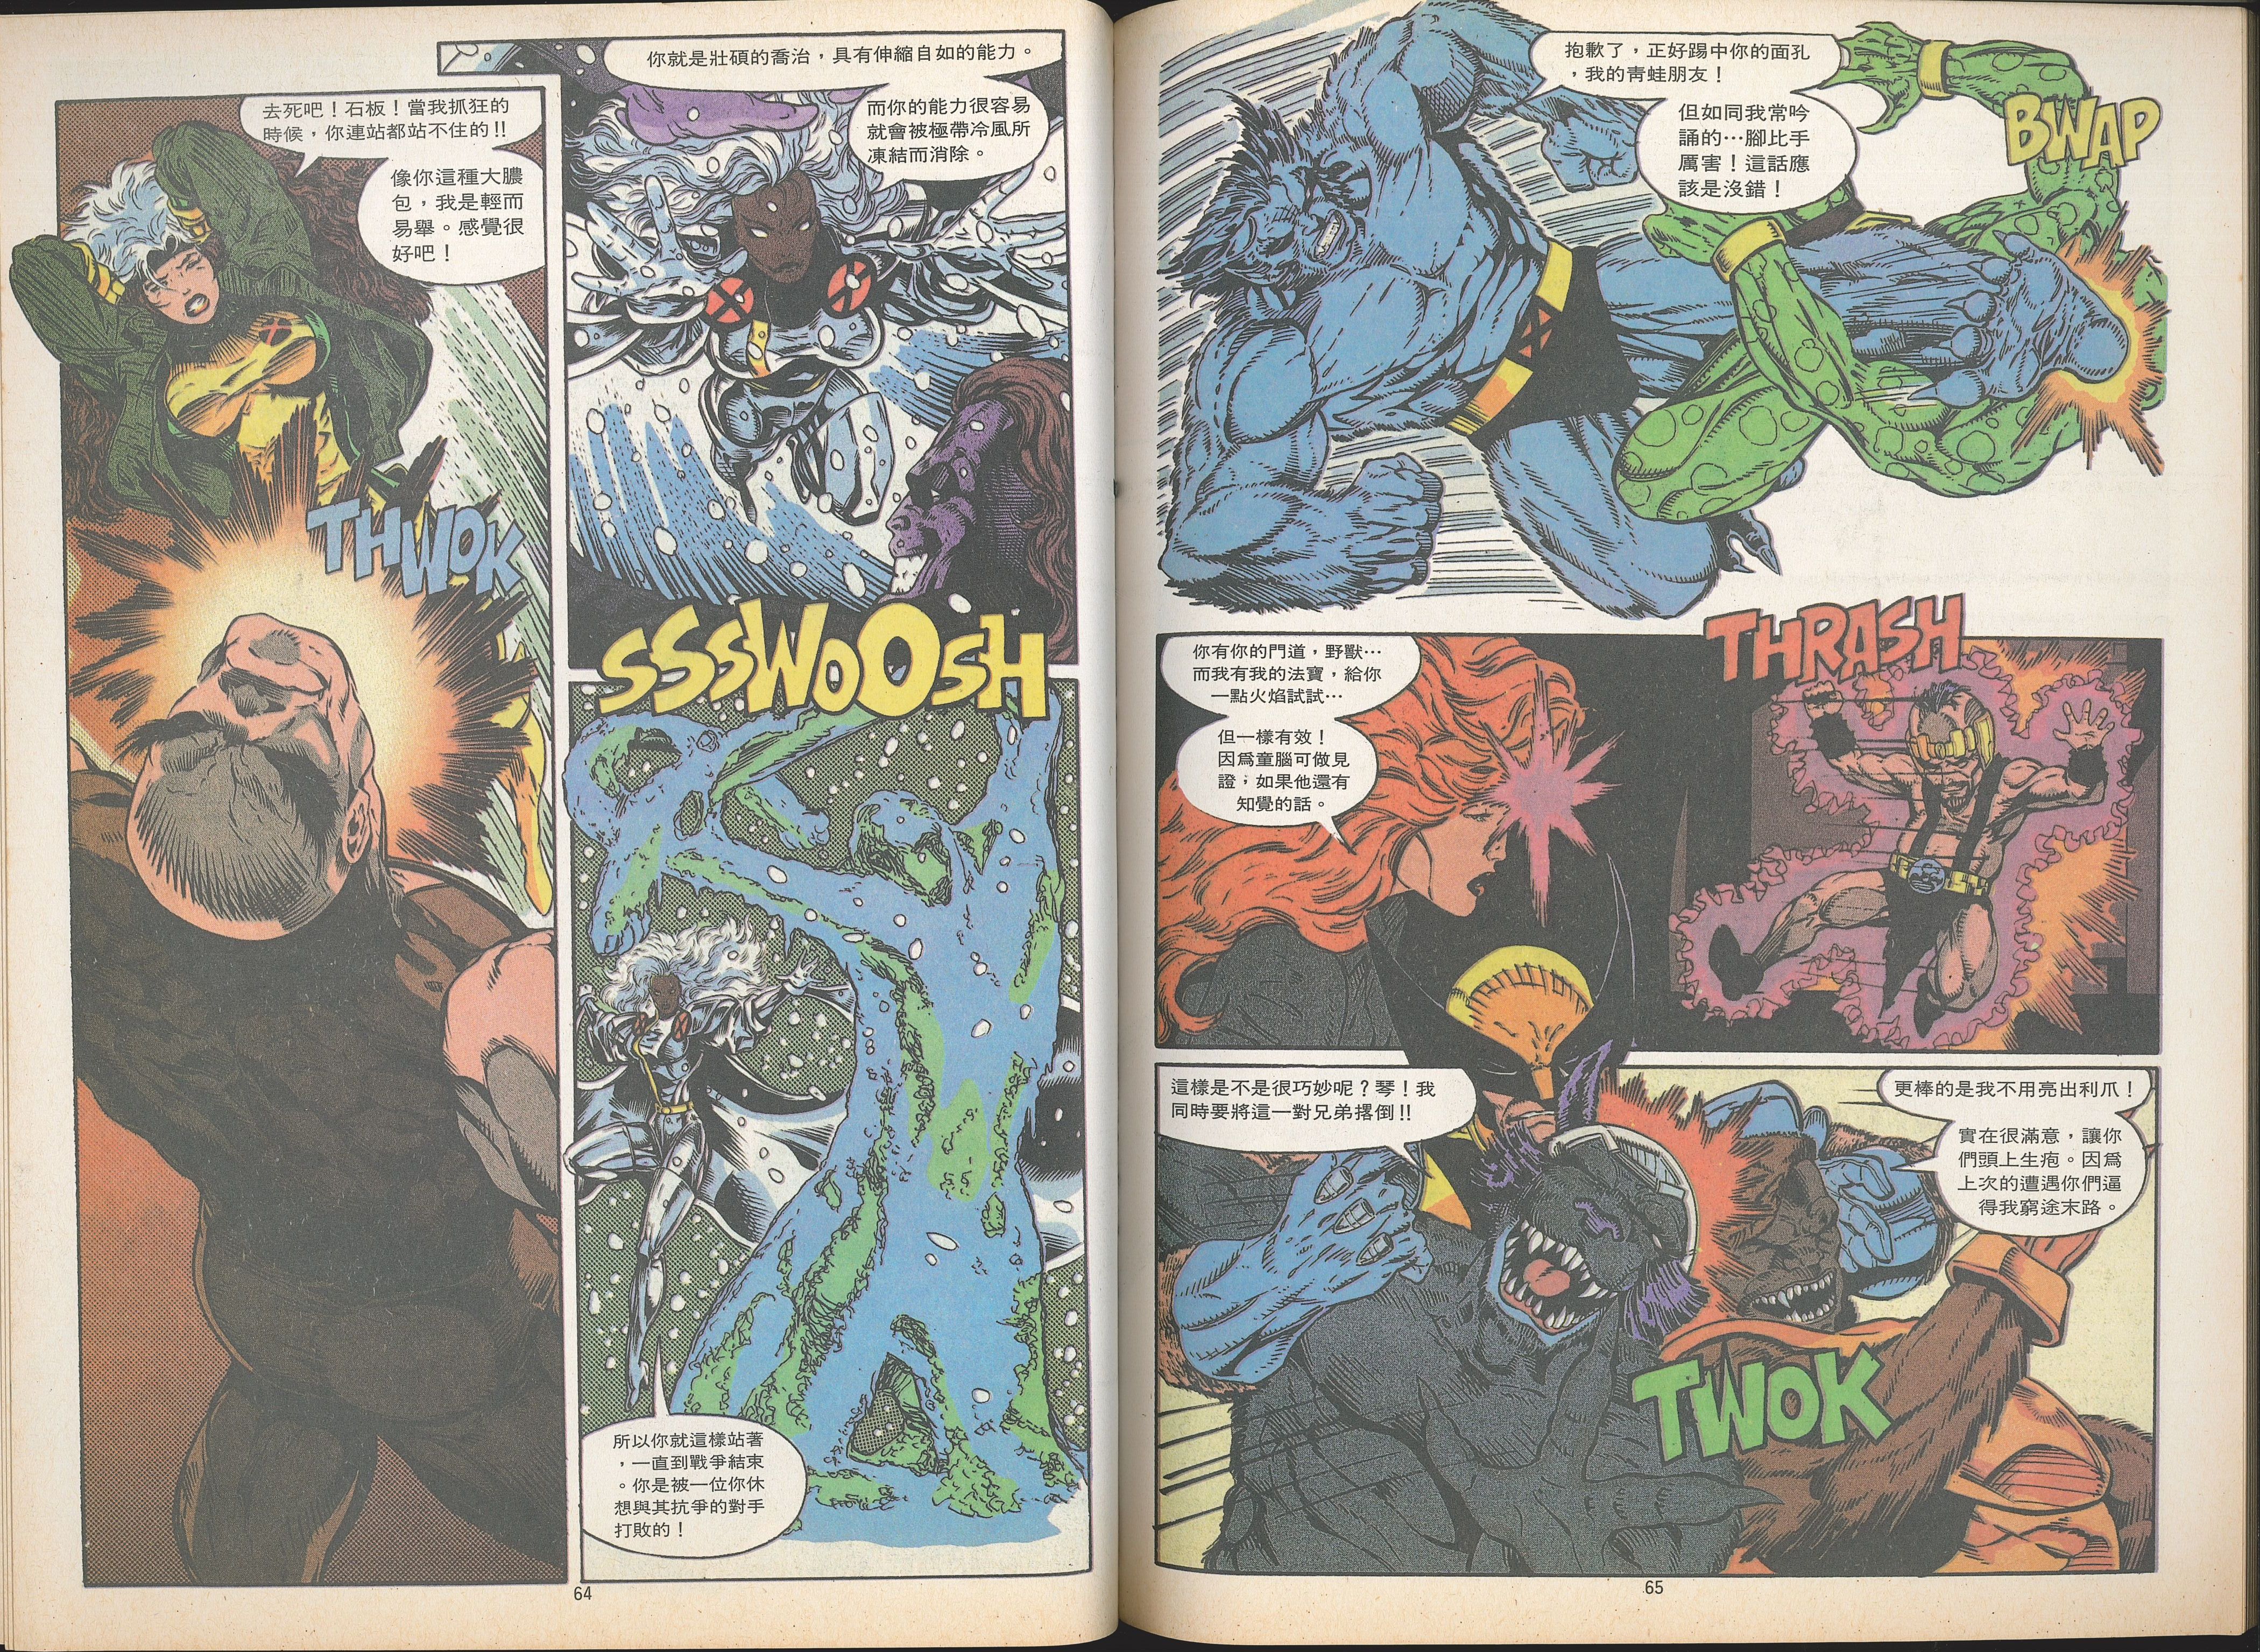 去死吧！石板！當我抓狂的
時候，你連站都站不住的!!
像你這種大膿
包，我是輕而
易舉。感覺很
好吧！
THWOK
你就是壯碩的喬治，具有伸縮自如的能力。
而你的能力很容易
就會被極帶冷風所
凍結而消除。
SSSWOOSH
所以你就這樣站著
，一直到戰爭結束
。你是被一位你休
想與其抗爭的對手
打敗的！
64
抱歉了，正好踢中你的面孔
，我的靑蛙朋友！
但如同我常吟
誦的…腳比手
厲害！這話應
該是沒錯！
BWAP
你有你的門道，野獸…
而我有我的法寶，給你
一點火焰試試…
但一樣有效！
因爲童腦可做見
證，如果他還有
知覺的話。
THRASH
這樣是不是很巧妙呢？琴！我
同時要將這一對兄弟撂倒!!
更棒的是我不用亮出利爪！
實在很滿意，讓你
們頭上生疱。因爲
上次的遭遇你們逼
得我窮途末路。
TWOK
65